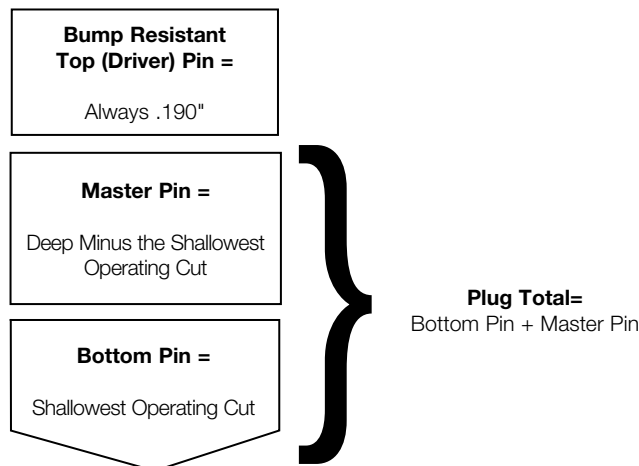 Bump Resistant
Top (Driver) Pin =
Always .190"
Master Pin =
Deep Minus the Shallowest
Operating Cut
Bottom Pin =
Shallowest Operating Cut
Plug Total=
Bottom Pin + Master Pin